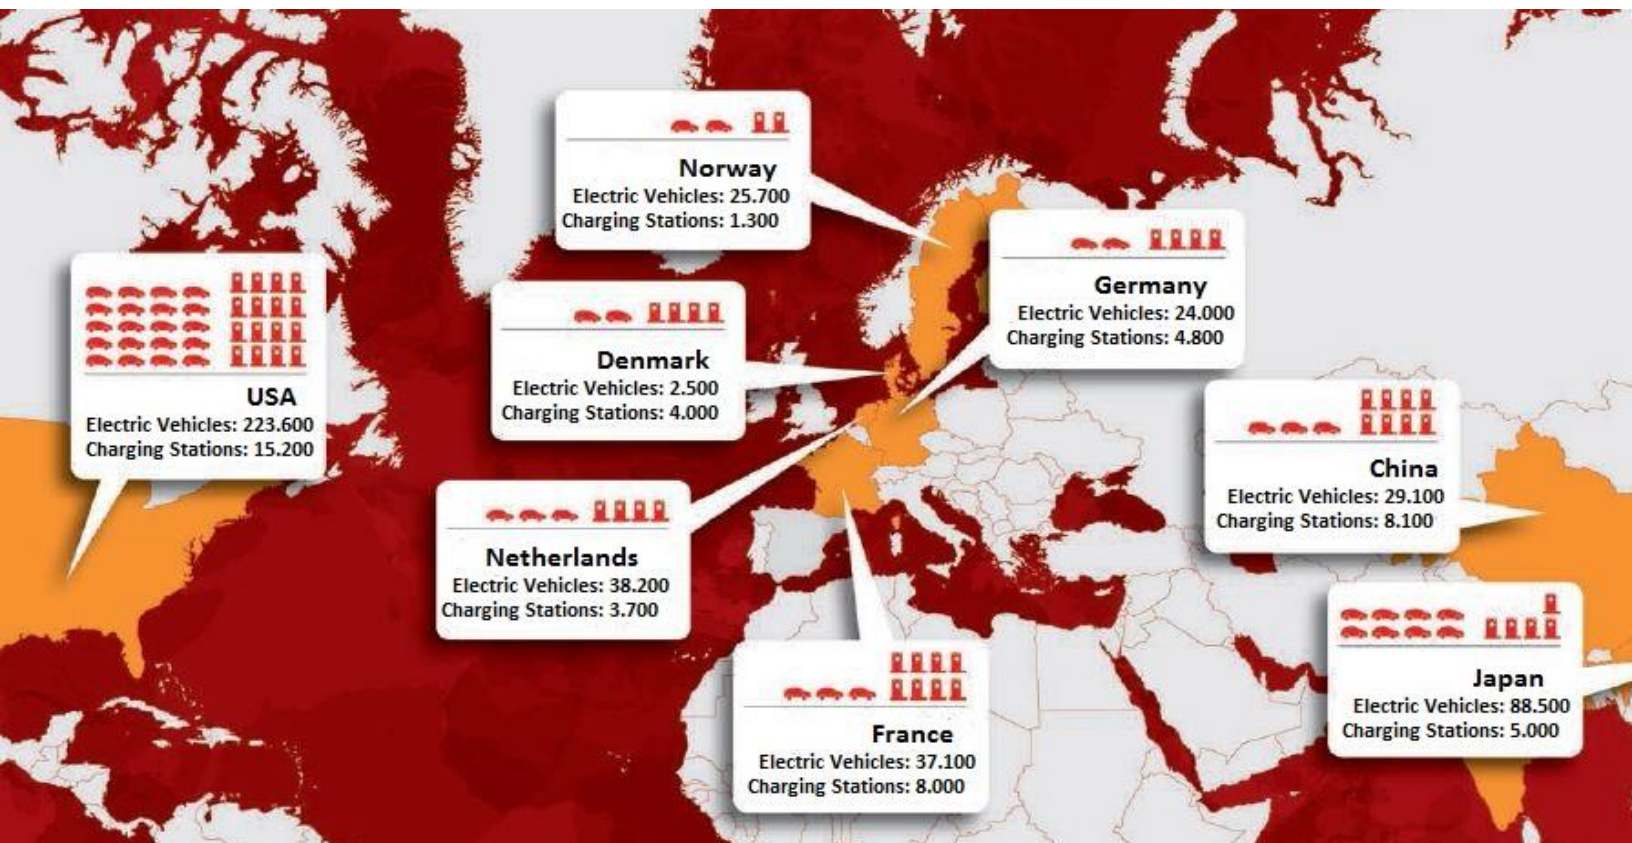 Norway
Electric Vehicles: 25.700
Charging Stations: 1.300
Germany
Electric Vehicles: 24.000
Charging Stations: 4.800
USA
Electric Vehicles: 223.600
Charging Stations: 15.200
Denmark
Electric Vehicles: 2.500
Charging Stations: 4.000
China
Electric Vehicles: 29.100
Charging Stations: 8.100
Netherlands
Electric Vehicles: 38.200
Charging Stations: 3.700
Japan
Electric Vehicles: 88.500
Charging Stations: 5.000
France
Electric Vehicles: 37.100
Charging Stations: 8.000